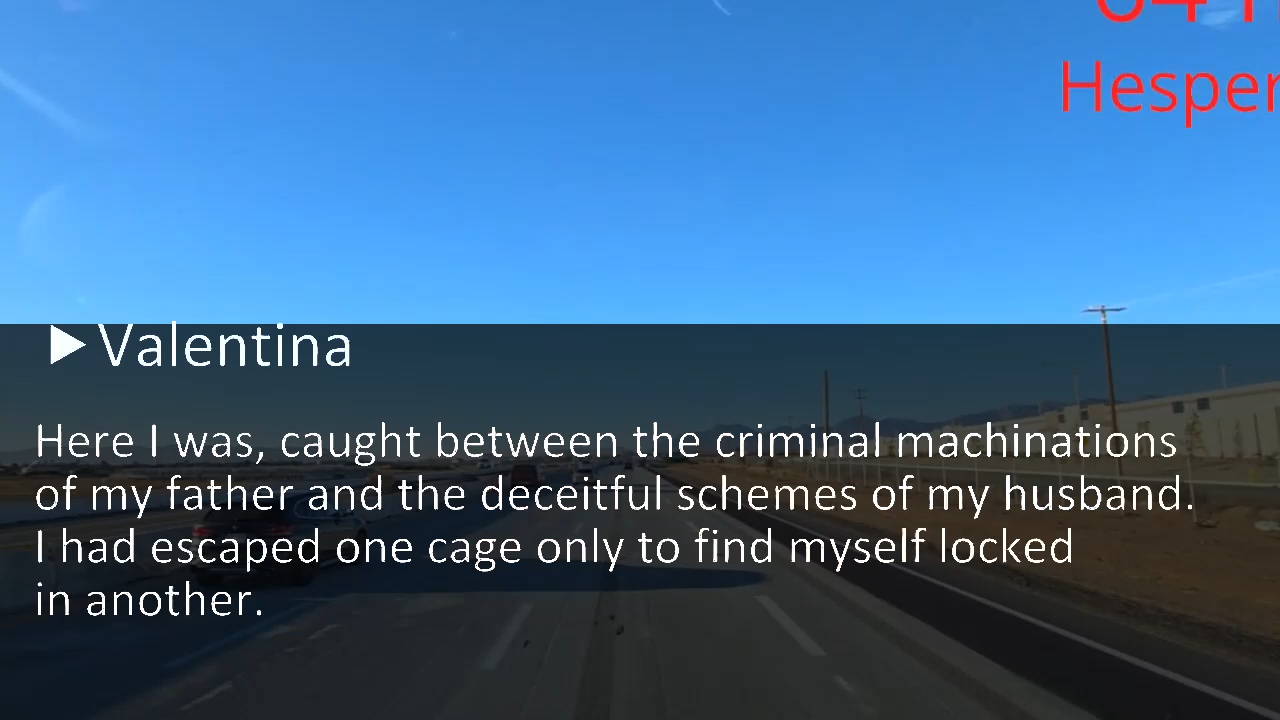 Hesper
▶Valentina
Here I was, caught between the criminal machinations
of my father and the deceitful schemes of my husband.
I had escaped one cage only to find myself locked
in another.